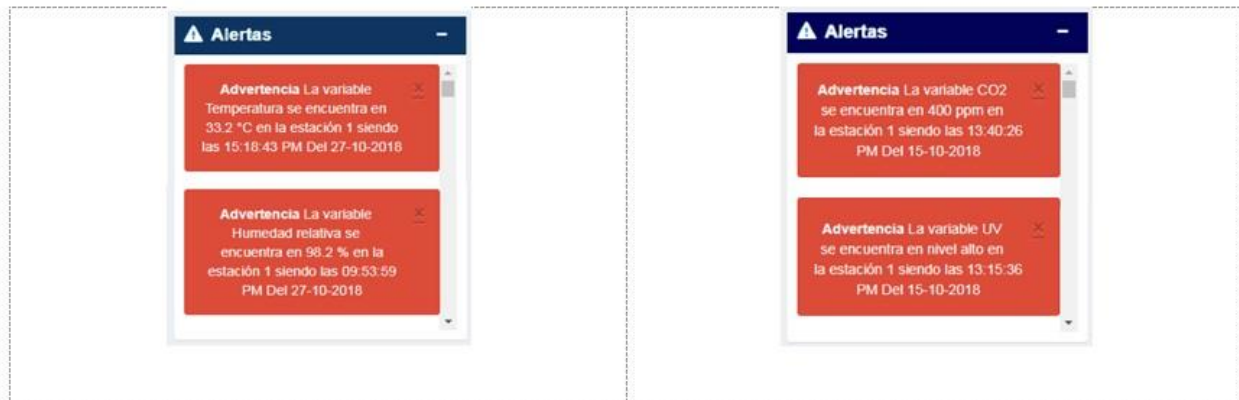 Alertas
Advertencia La variable
Temperatura se encuentra en
33.2 °C en la estación 1 siendo
las 15:18:43 PM Del 27-10-2018
Advertencia La variable
Humedad relativa se
encuentra en 98.2 % en la
estación 1 siendo las 09:53:59
PM Del 27-10-2018
Alertas
Advertencia La variable CO2
se encuentra en 400 ppm en
la estación 1 siendo las 13:40:26
PM Del 15-10-2018
Advertencia La variable UV
se encuentra en nivel alto en
la estación 1 siendo las 13:15:36
PM Del 15-10-2018